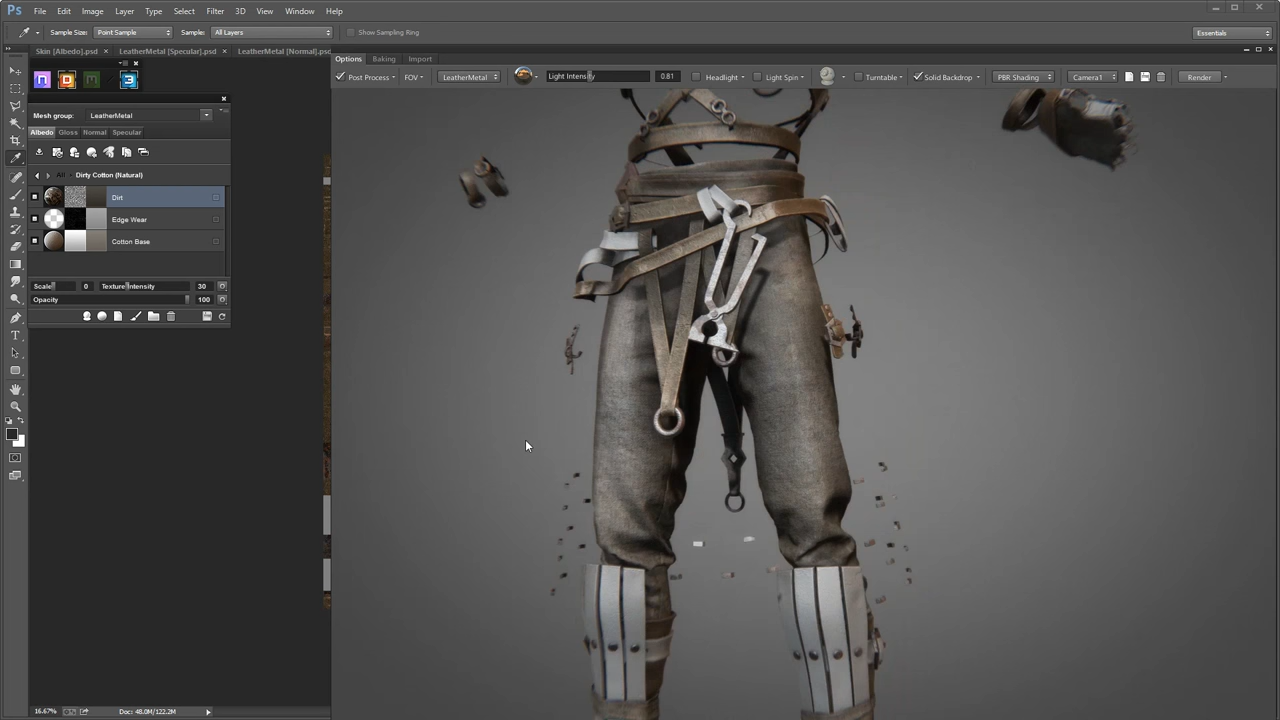 Ps File Edit Image Layer Type Select Filter 3D View Window Help
Sample Size: Point Sample Sample: All Layers Show Sampling Ring Essentials
Skin [Albedo].psd × LeatherMetal [Specular].psd × LeatherMetal [Normal].psd
Options Baking Import
Post Process FOV LeatherMetal Light Intensity 0.81 Headlight Light Spin Turntable Solid Backdrop PBR Shading Camera1 Render
Mesh group: LeatherMetal
Albedo Gloss Normal Specular
All > Dirty Cotton (Natural)
Dirt
Edge Wear
Cotton Base
Scale 0 Texture Intensity 30
Opacity 100
16.67% Doc: 48.0M/122.2M